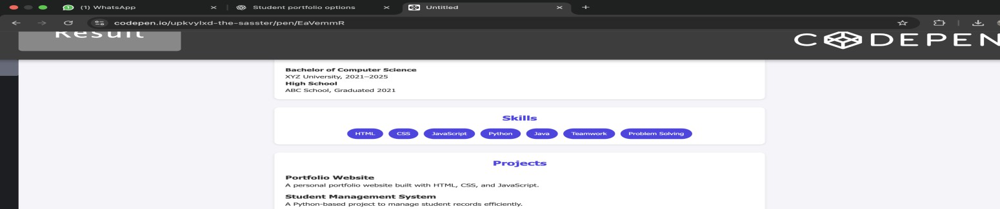 (1) WhatsApp
Student portfolio options
Untitled
codepen.io/upkvylxd-the-sasster/pen/EaVemmR
Result
CODEPEN
Bachelor of Computer Science
XYZ University, 2021–2025
High School
ABC School, Graduated 2021
Skills
HTML CSS JavaScript Python Java Teamwork Problem Solving
Projects
Portfolio Website
A personal portfolio website built with HTML, CSS, and JavaScript.
Student Management System
A Python-based project to manage student records efficiently.